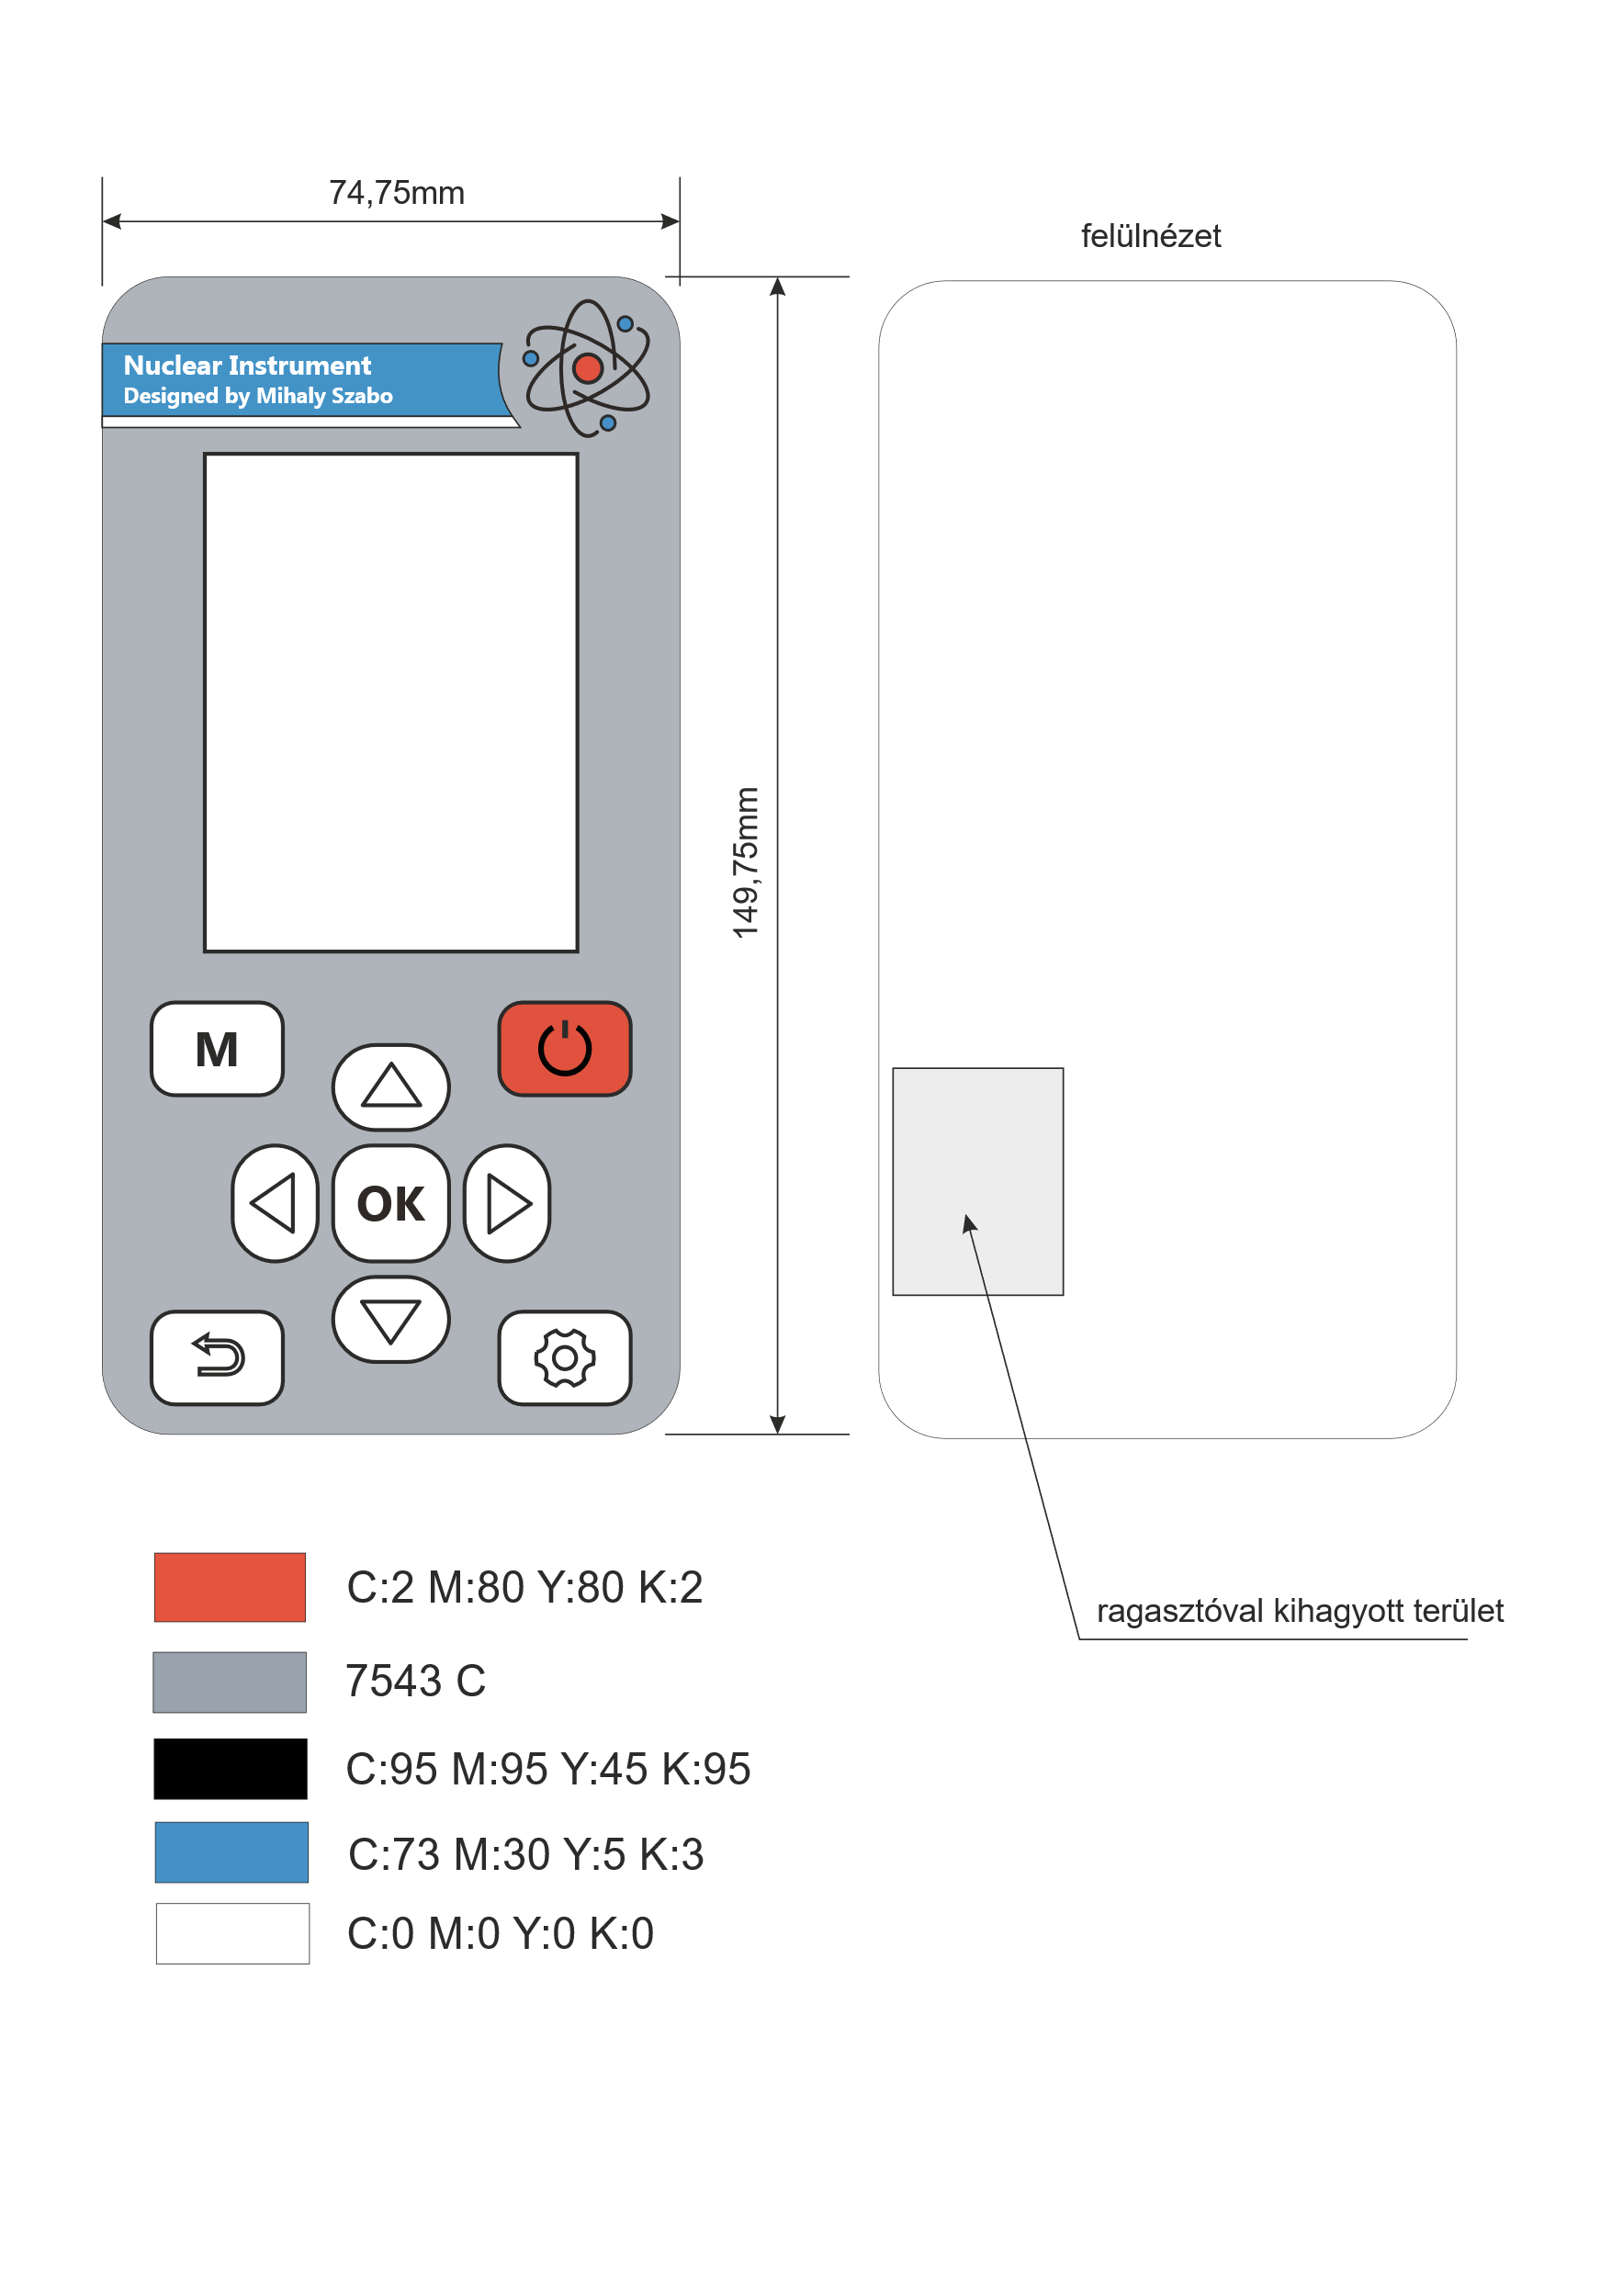 74,75mm
felülnézet
Nuclear Instrument
Designed by Mihaly Szabo
149,75mm
M
OK
C:2 M:80 Y:80 K:2
ragasztóval kihagyott terület
7543 C
C:95 M:95 Y:45 K:95
C:73 M:30 Y:5 K:3
C:0 M:0 Y:0 K:0